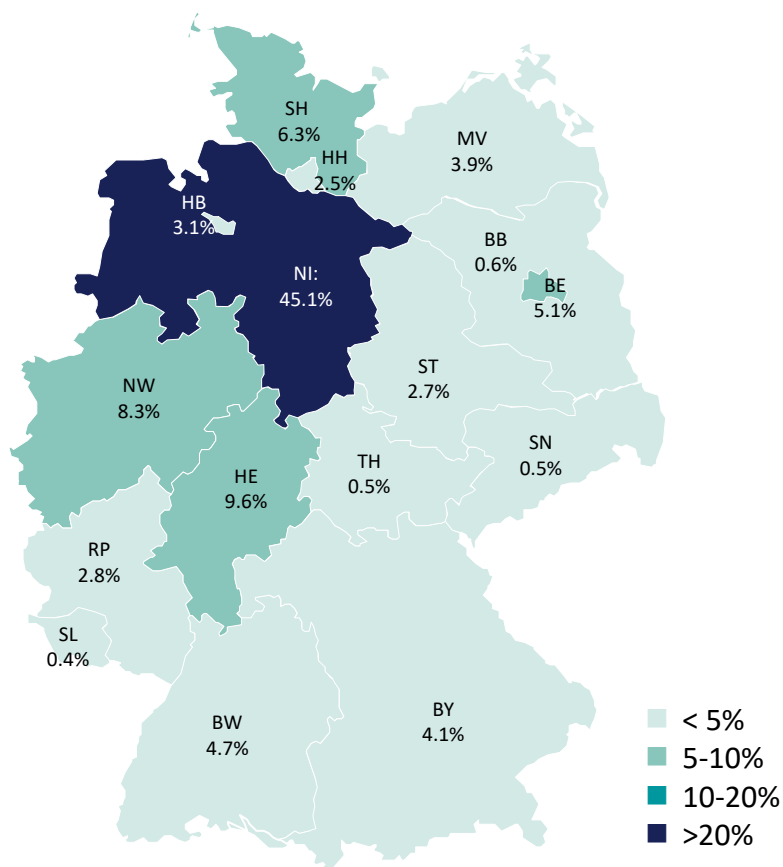 SH
6.3%
HH
2.5%
MV
3.9%
HB
3.1%
BB
0.6%
BE
5.1%
NI:
45.1%
ST
2.7%
NW
8.3%
SN
0.5%
TH
0.5%
HE
9.6%
RP
2.8%
SL
0.4%
BW
4.7%
BY
4.1%
< 5%
5-10%
10-20%
>20%